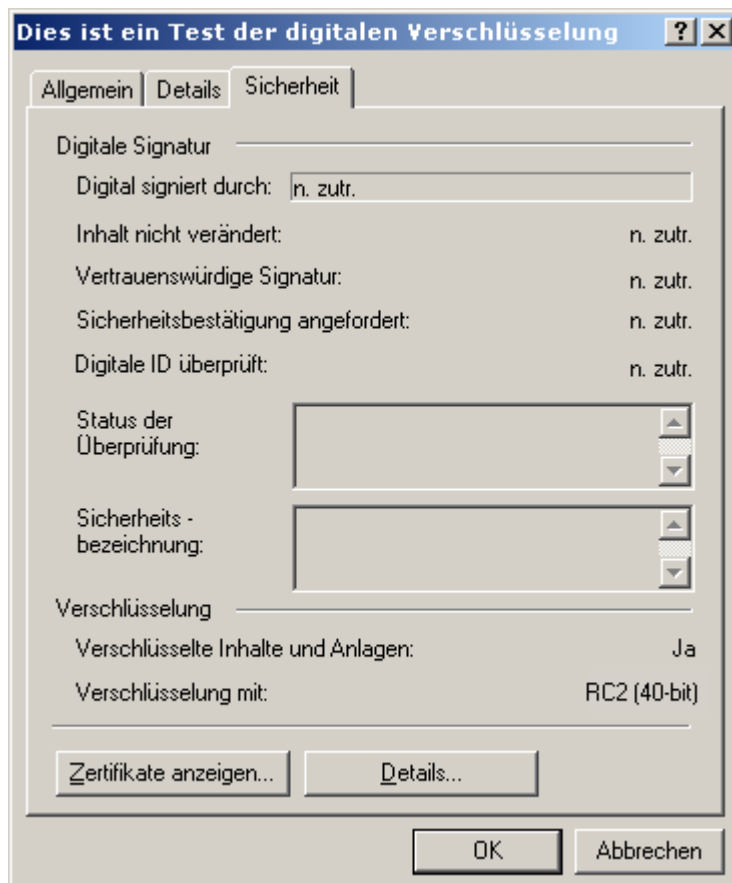 Dies ist ein Test der digitalen Verschlüsselung
Allgemein Details Sicherheit
Digitale Signatur
Digital signiert durch: n. zutr.
Inhalt nicht verändert: n. zutr.
Vertrauenswürdige Signatur: n. zutr.
Sicherheitsbestätigung angefordert: n. zutr.
Digitale ID überprüft: n. zutr.
Status der
Überprüfung:
Sicherheits -
bezeichnung:
Verschlüsselung
Verschlüsselte Inhalte und Anlagen: Ja
Verschlüsselung mit: RC2 (40-bit)
Zertifikate anzeigen... Details...
OK Abbrechen